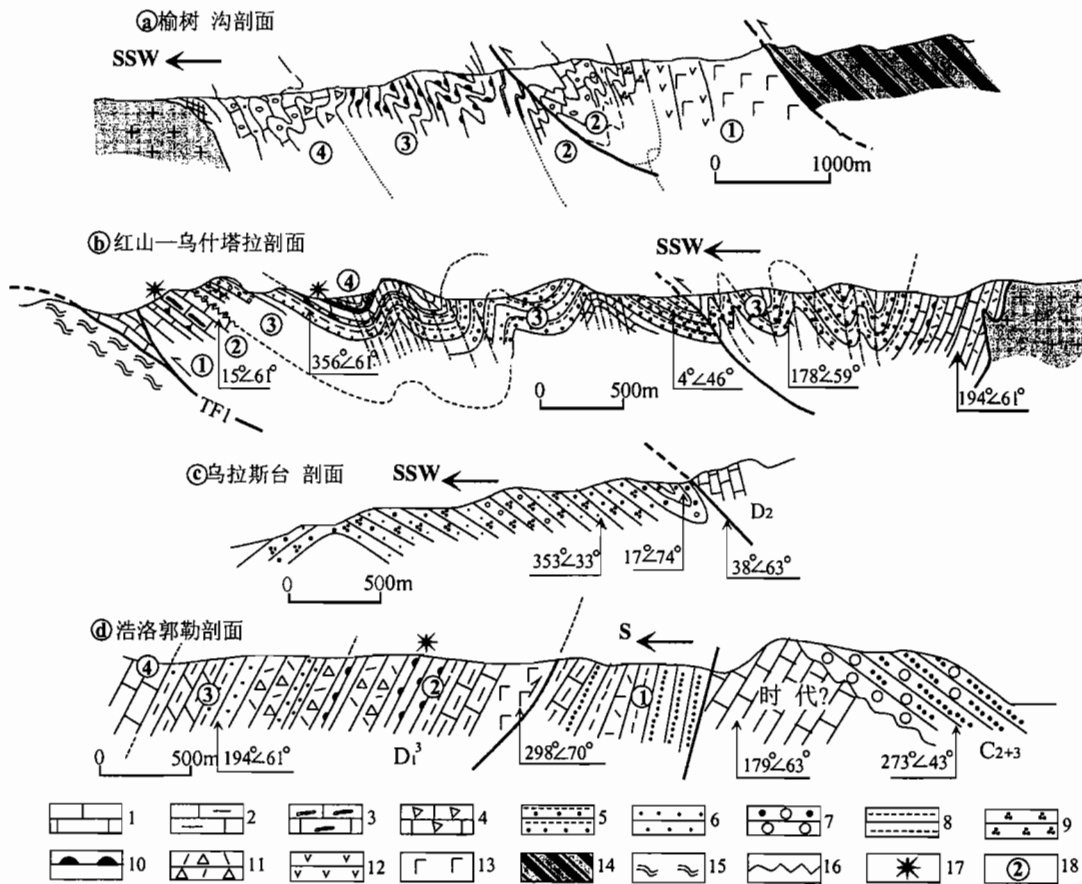 ⓐ榆树 沟剖面
SSW
④ ③ ② ② ①
0 1000m
ⓑ红山—乌什塔拉剖面
SSW
④ ③ ③ ③
① ② 15°∠61° 356°∠61° 4°∠46° 178°∠59° 194°∠61°
0 500m
TF1
ⓒ乌拉斯台 剖面
SSW
D₂
353°∠33° 17°∠74° 38°∠63°
0 500m
ⓓ浩洛郭勒剖面
S
④ ③ ② ① 时 代?
0 500m 194°∠61° D₁³ 298°∠70° 179°∠63° 273°∠43° C₂₊₃
1 2 3 4 5 6 7 8 9
10 11 12 13 14 15 16 17 ② 18